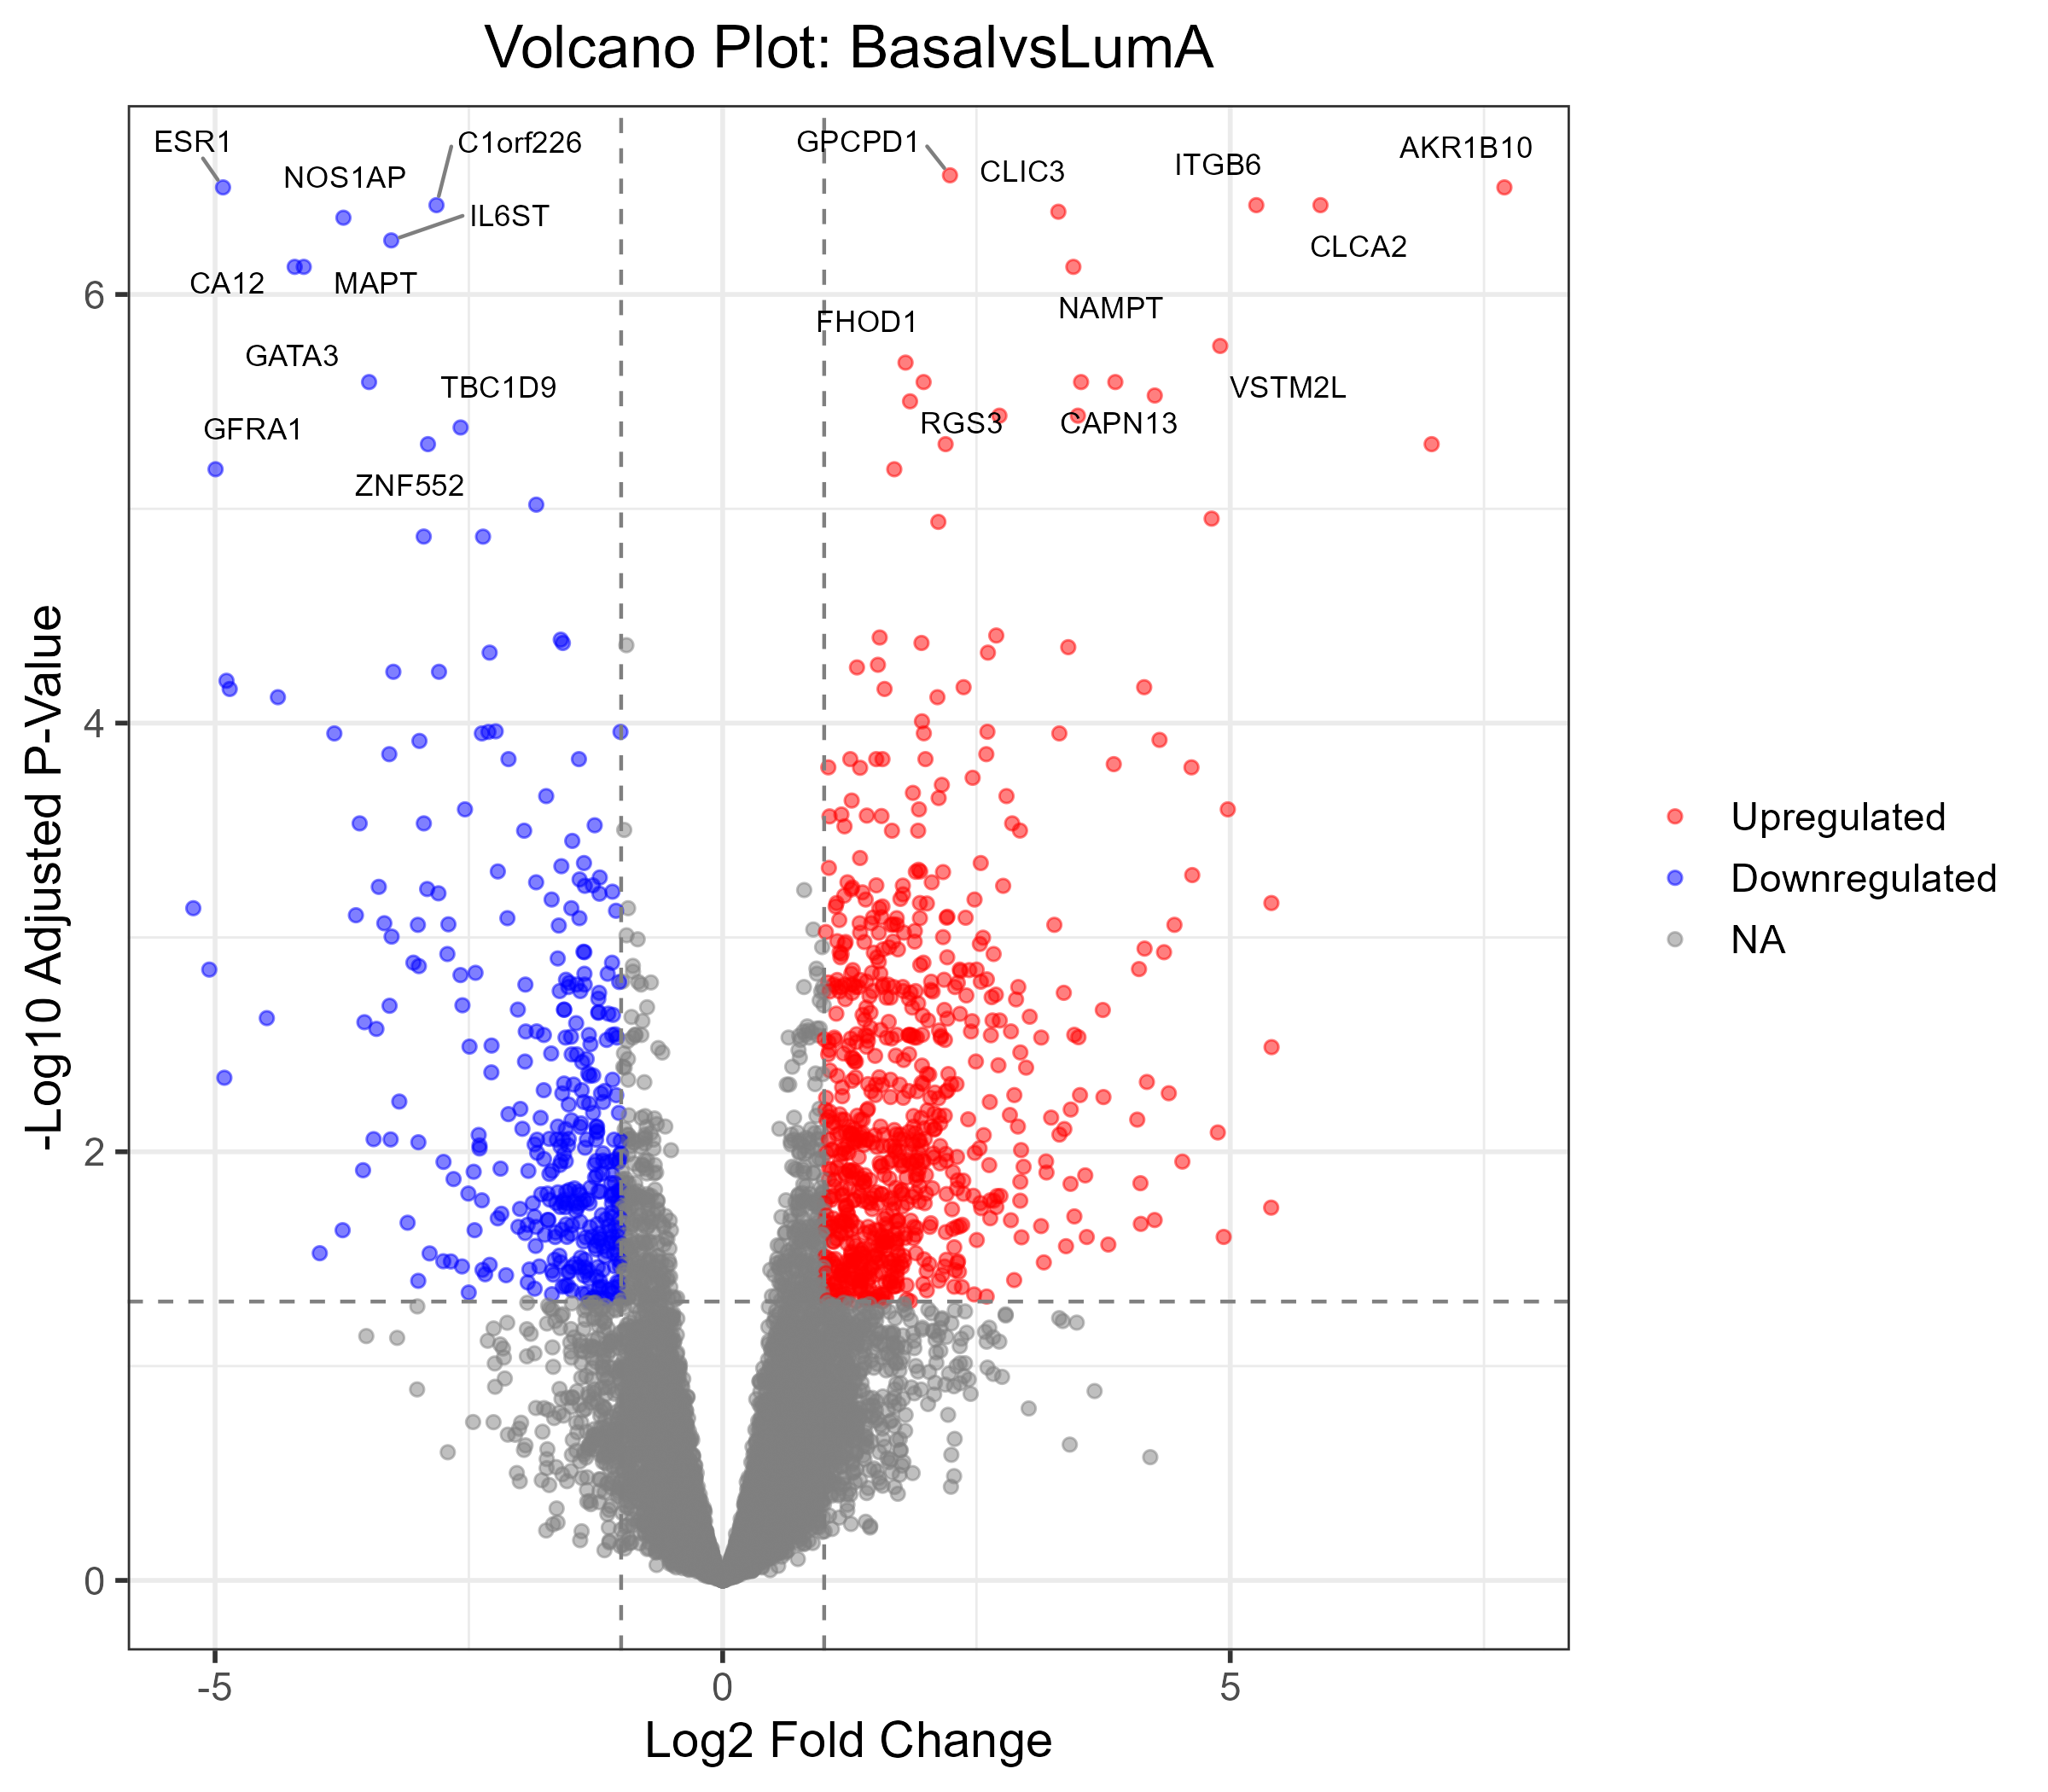 Volcano Plot: BasalvsLumA
ESR1
C1orf226
GPCPD1
AKR1B10
ITGB6
CLIC3
NOS1AP
IL6ST
CLCA2
CA12
MAPT
NAMPT
FHOD1
GATA3
TBC1D9
VSTM2L
RGS3
CAPN13
GFRA1
ZNF552
6
4
2
0
-Log10 Adjusted P-Value
-5
0
5
Log2 Fold Change
Upregulated
Downregulated
NA